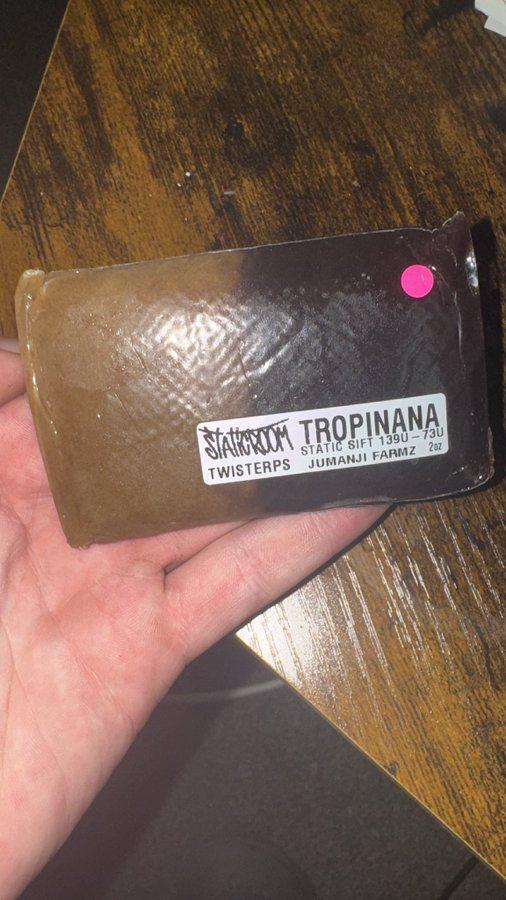 STATICROOM TROPINANA
STATIC SIFT 139U-73U
TWISTERPS JUMANJI FARMZ 2oz